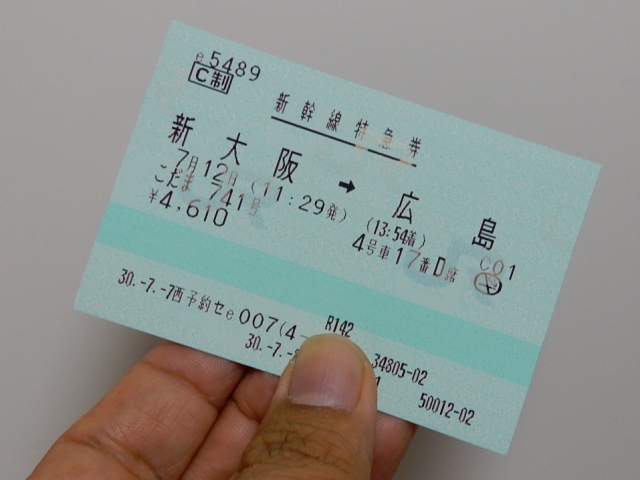 e5489
C制
新幹線特急券
新大阪 → 広島
7月12日 (11:29発) (13:54着) C01
こだま 741号 4号車17番D席
¥4,610
30.-7.-7西予約セe007(4- R142
30.-7.- 34805-02
50012-02